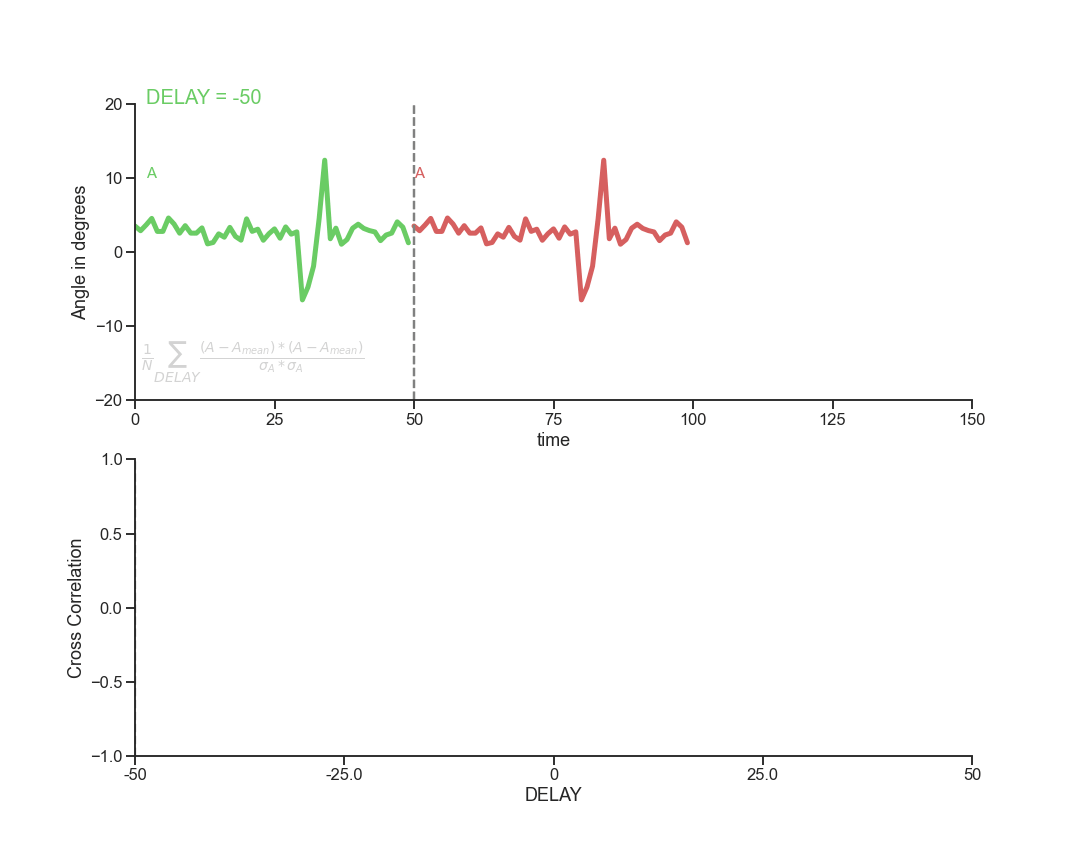 DELAY = -50
20
10
0
−10
−20
Angle in degrees
A
A
1/N ∑ DELAY (A − A_mean) * (A − A_mean) / σ_A * σ_A
0 25 50 75 100 125 150
time
1.0
0.5
0.0
−0.5
−1.0
Cross Correlation
-50 -25.0 0 25.0 50
DELAY